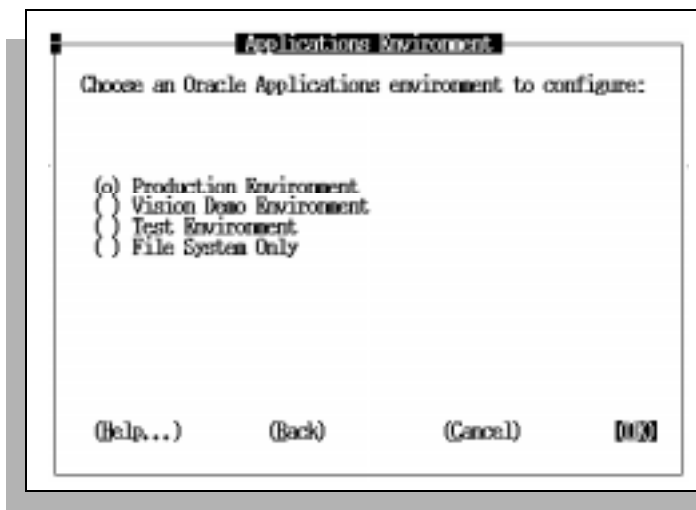 Applications Environment
Choose an Oracle Applications environment to configure:
(o) Production Environment
( ) Vision Demo Environment
( ) Test Environment
( ) File System Only
(Help...) (Back) (Cancel) [OK]